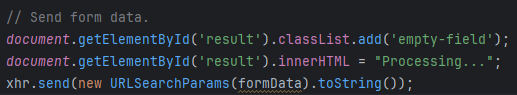 // Send form data.
document.getElementById('result').classList.add('empty-field');
document.getElementById('result').innerHTML = "Processing...";
xhr.send(new URLSearchParams(formData).toString());